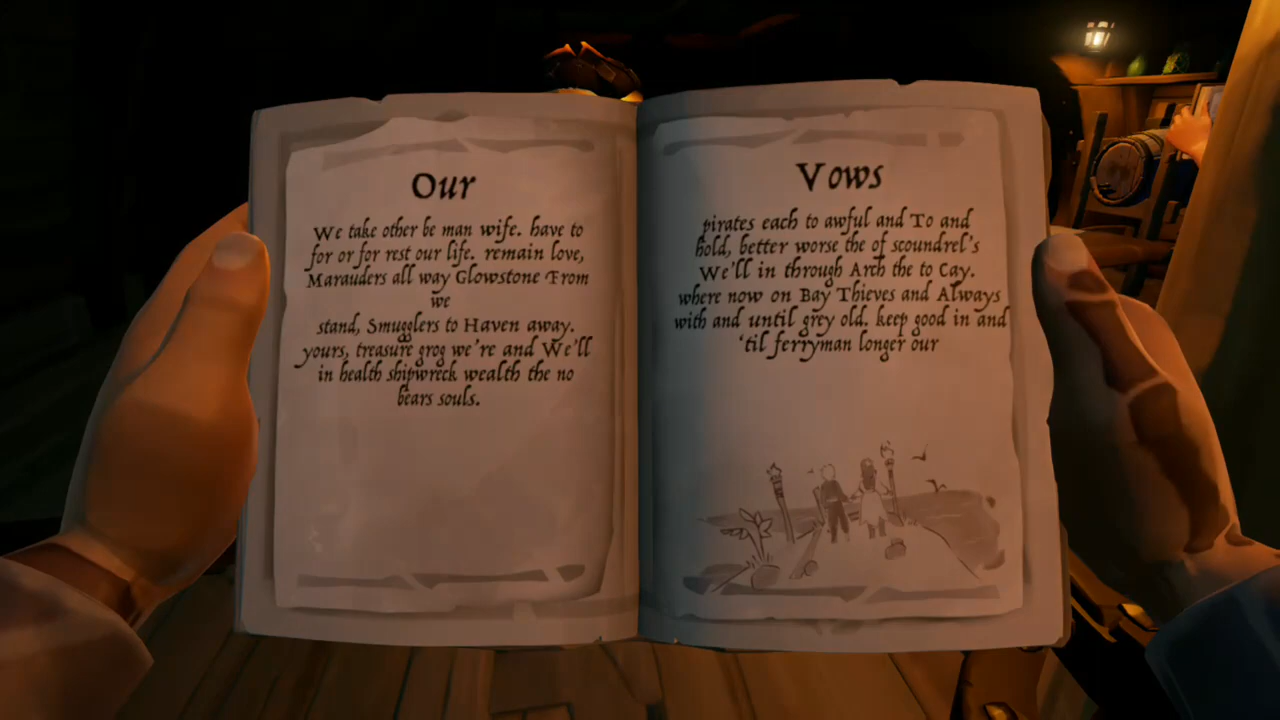 Our
We take other be man wife. have to
for or for rest our life. remain love,
Marauders all way Glowstone From
we
stand, Smugglers to Haven away.
yours, treasure grog we're and We'll
in health shipwreck wealth the no
bears souls.
Vows
pirates each to awful and To and
hold, better worse the of scoundrel's
We'll in through Arch the to Cay.
where now on Bay Thieves and Always
with and until grey old. keep good in and
'til ferryman longer our